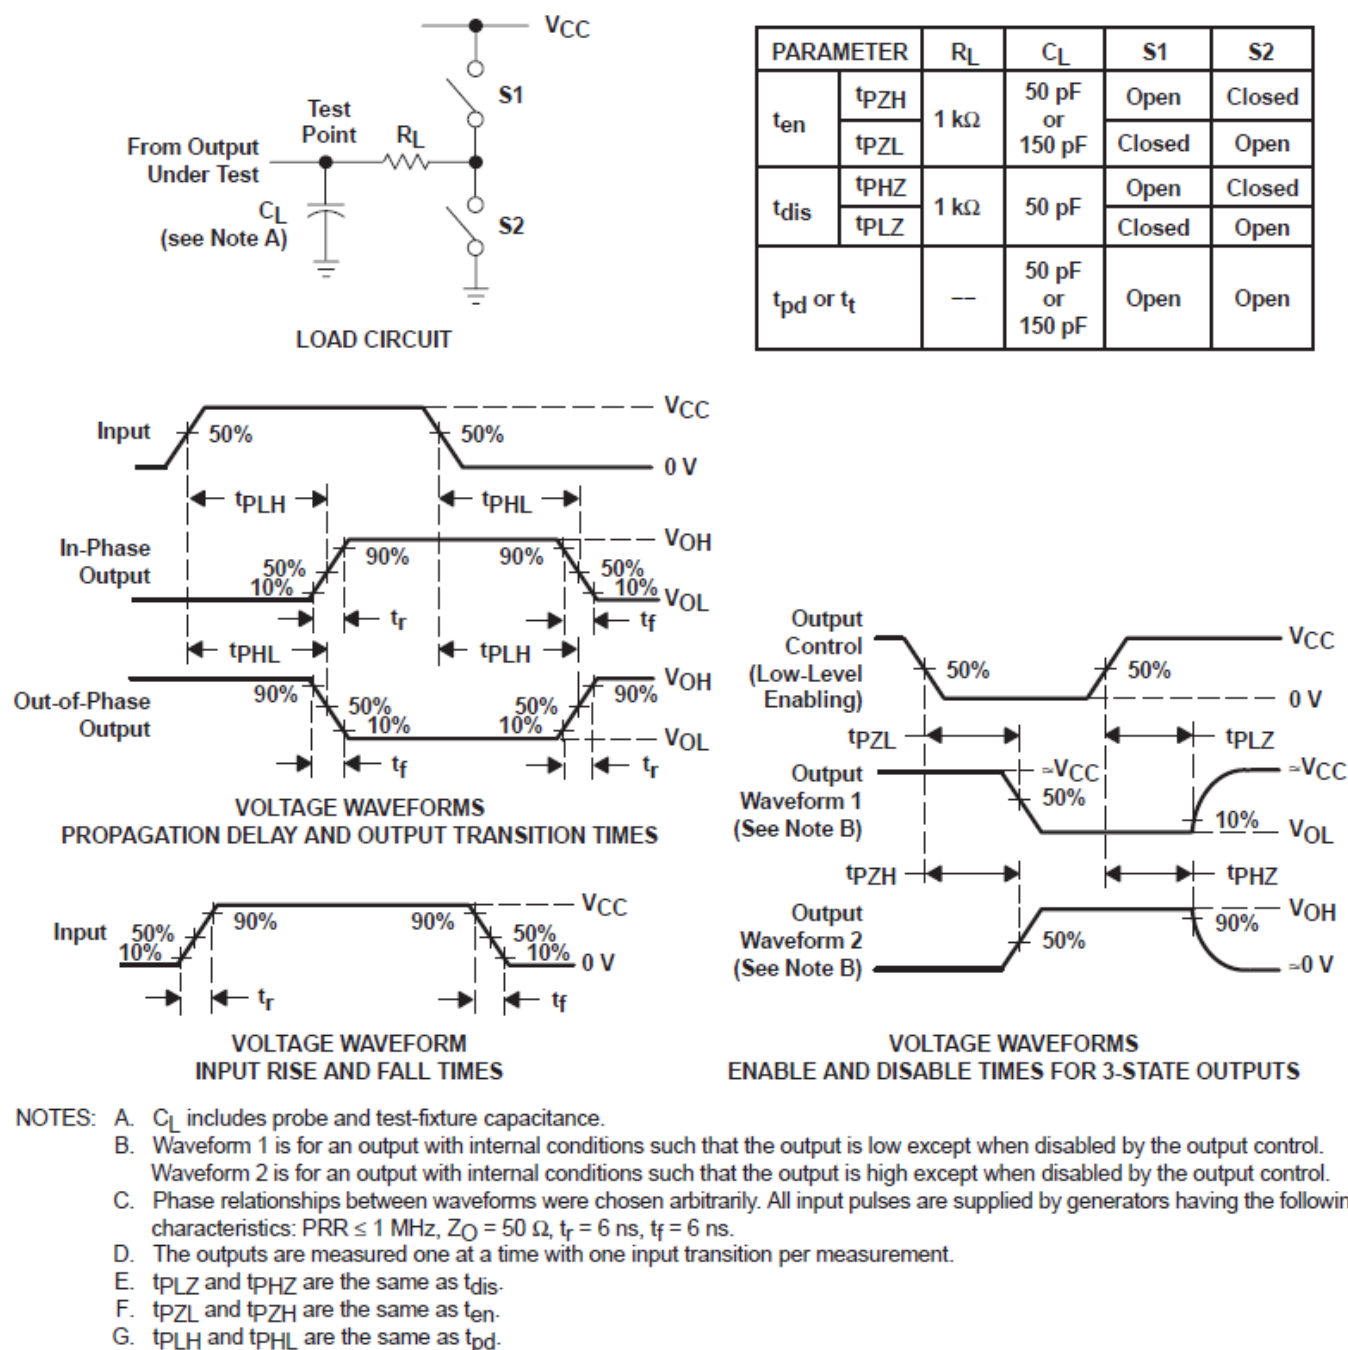 VCC
S1
Test
Point
RL
From Output
Under Test
CL
(see Note A)
S2
LOAD CIRCUIT
PARAMETER RL CL S1 S2
ten tPZH 1 kΩ 50 pF or 150 pF Open Closed
tPZL Closed Open
tdis tPHZ 1 kΩ 50 pF Open Closed
tPLZ Closed Open
tpd or tt –– 50 pF or 150 pF Open Open
Input 50% 50% VCC
0 V
tPLH tPHL
In-Phase
Output
50%
10%
90% 90%
50%
10%
VOH
VOL
tr tf
tPHL tPLH
Out-of-Phase
Output
90%
50%
10%
50%
10%
90%
VOH
VOL
tf tr
VOLTAGE WAVEFORMS
PROPAGATION DELAY AND OUTPUT TRANSITION TIMES
Input
50%
10%
90% 90%
50%
10%
VCC
0 V
tr tf
VOLTAGE WAVEFORM
INPUT RISE AND FALL TIMES
Output
Control
(Low-Level
Enabling)
50% 50%
VCC
0 V
tPZL tPLZ
Output
Waveform 1
(See Note B)
≈VCC
50%
10%
≈VCC
VOL
tPZH tPHZ
Output
Waveform 2
(See Note B)
50%
90%
VOH
≈0 V
VOLTAGE WAVEFORMS
ENABLE AND DISABLE TIMES FOR 3-STATE OUTPUTS
NOTES: A. CL includes probe and test-fixture capacitance.
B. Waveform 1 is for an output with internal conditions such that the output is low except when disabled by the output control.
Waveform 2 is for an output with internal conditions such that the output is high except when disabled by the output control.
C. Phase relationships between waveforms were chosen arbitrarily. All input pulses are supplied by generators having the followin
characteristics: PRR ≤ 1 MHz, ZO = 50 Ω, tr = 6 ns, tf = 6 ns.
D. The outputs are measured one at a time with one input transition per measurement.
E. tPLZ and tPHZ are the same as tdis.
F. tPZL and tPZH are the same as ten.
G. tPLH and tPHL are the same as tpd.